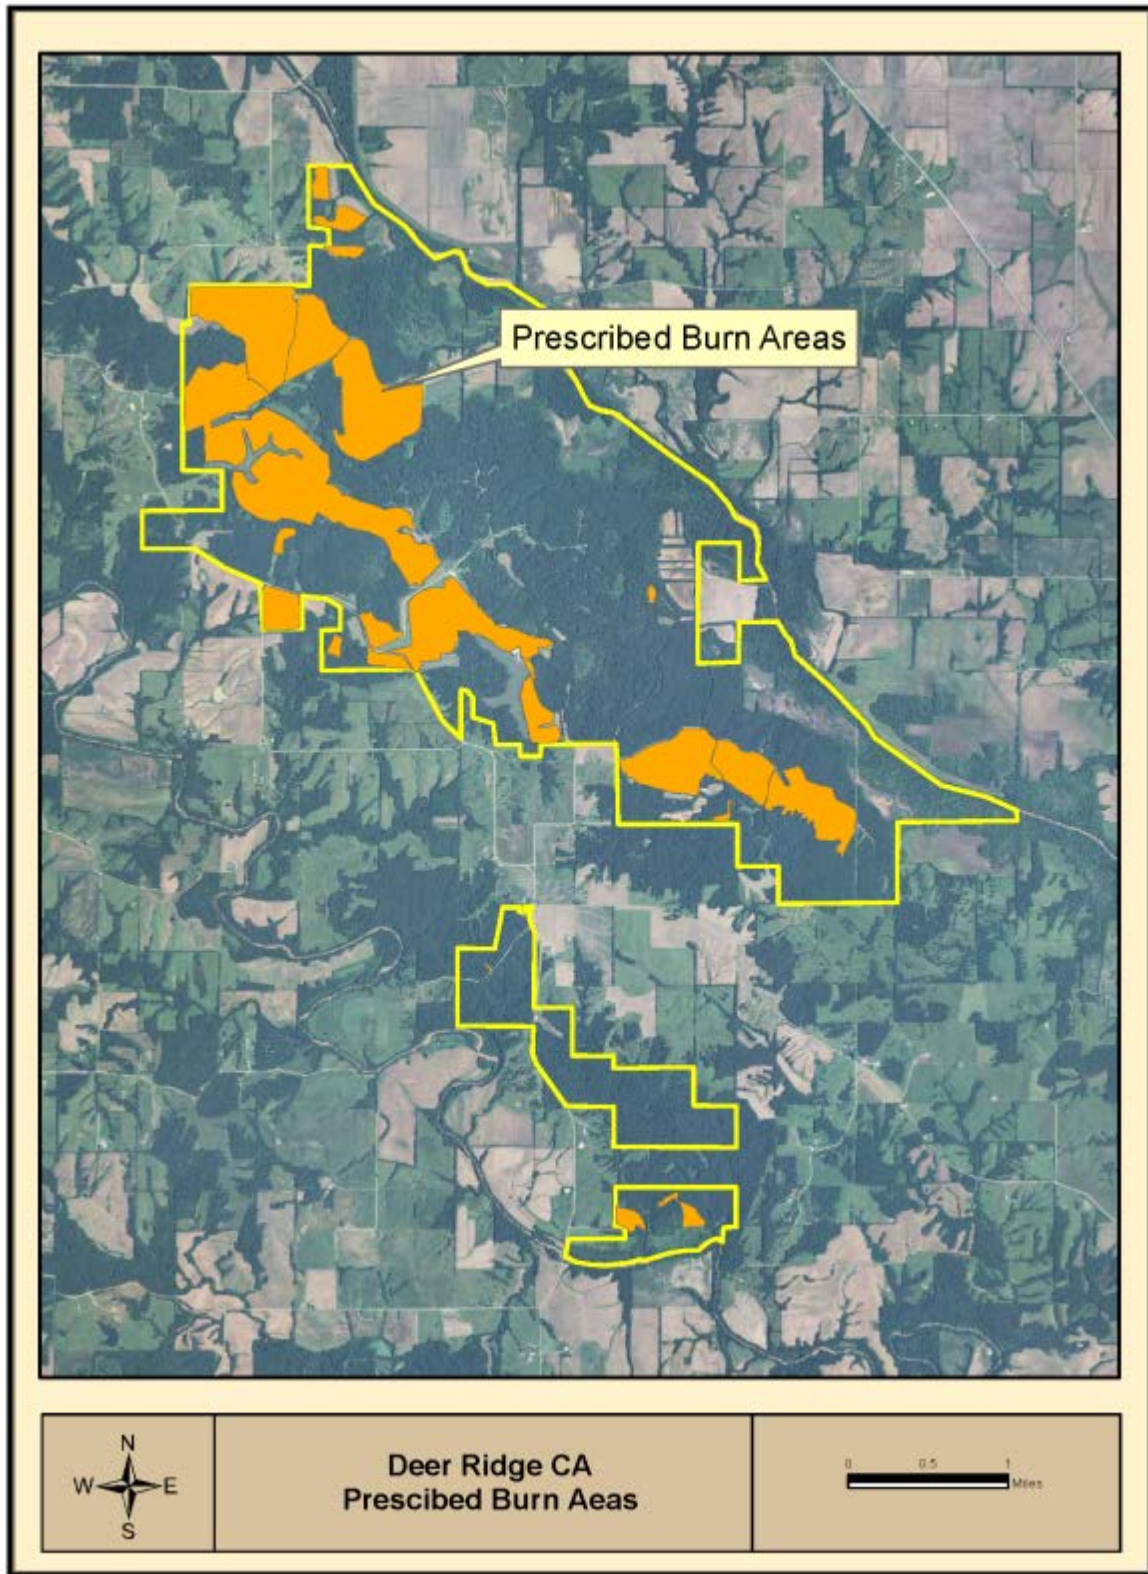 Prescribed Burn Areas
N
W E
S
Deer Ridge CA
Prescibed Burn Aeas
0 0.5 1
Miles